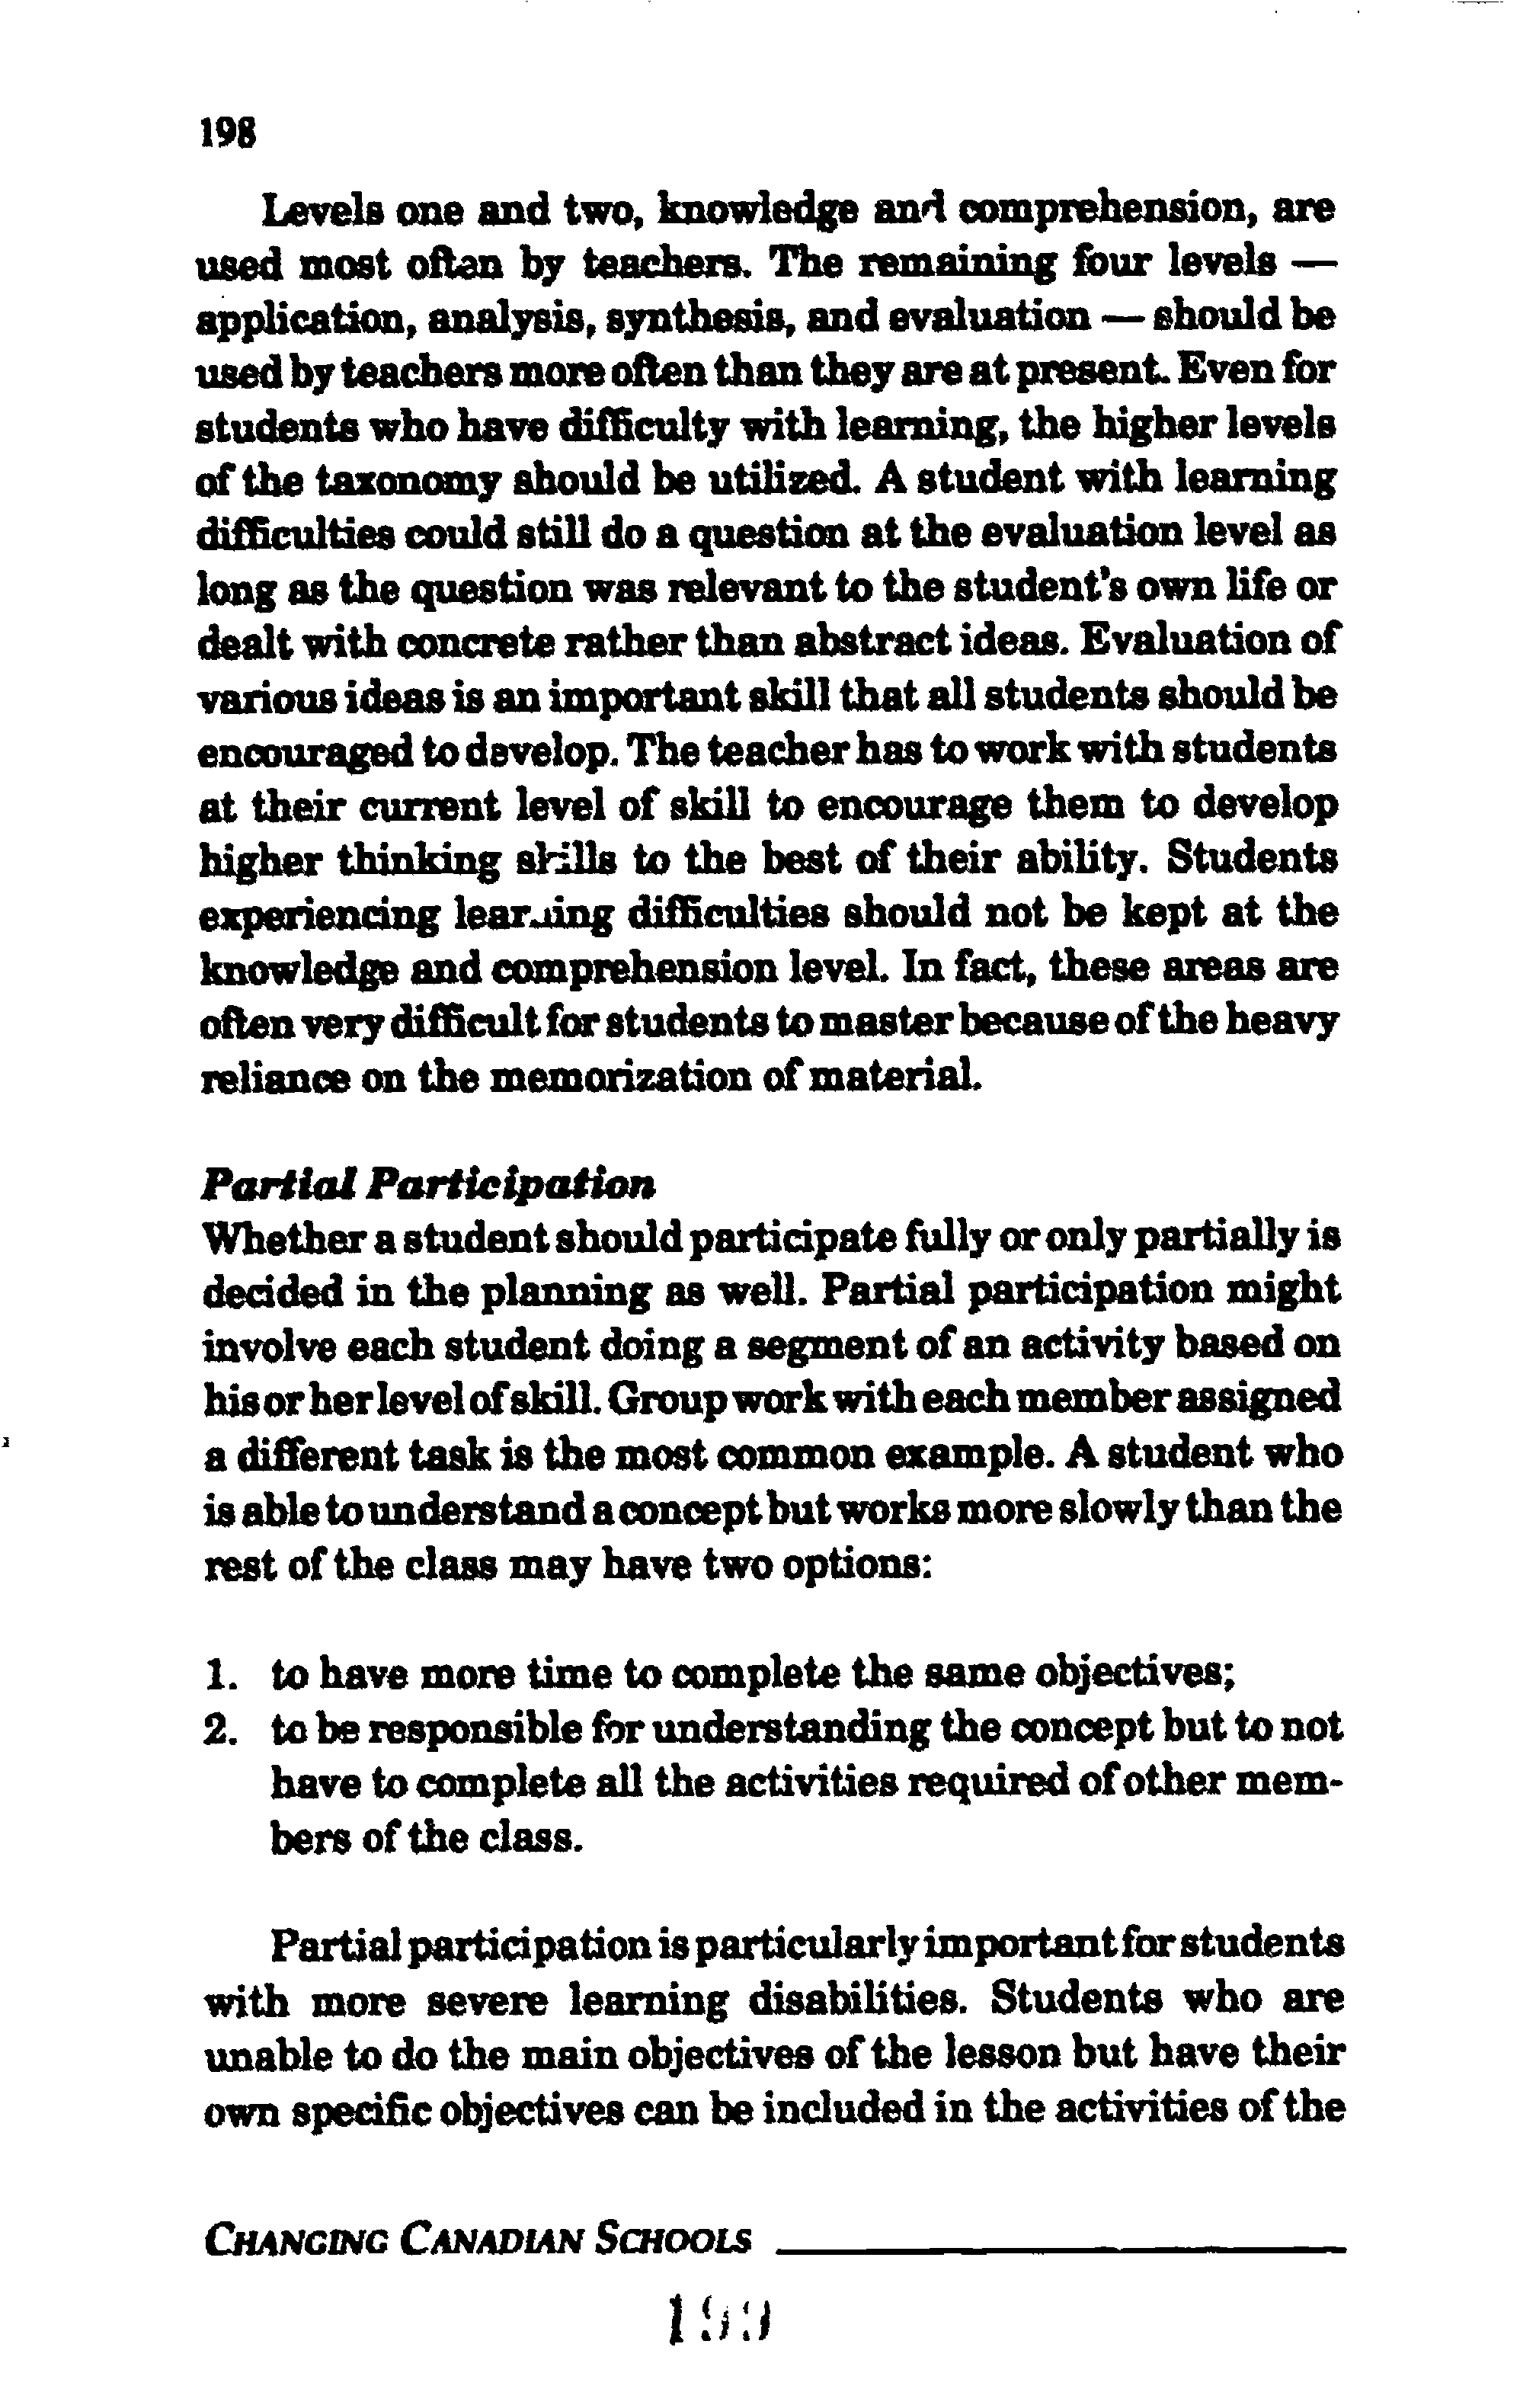 198
Levels one and two, knowledge and comprehension, are
used most often by teachers. The remaining four levels —
application, analysis, synthesis, and evaluation — should be
used by teachers more often than they are at present. Even for
students who have difficulty with learning, the higher levels
of the taxonomy should be utilized. A student with learning
difficulties could still do a question at the evaluation level as
long as the question was relevant to the student's own life or
dealt with concrete rather than abstract ideas. Evaluation of
various ideas is an important skill that all students should be
encouraged to develop. The teacher has to work with students
at their current level of skill to encourage them to develop
higher thinking skills to the best of their ability. Students
experiencing learning difficulties should not be kept at the
knowledge and comprehension level. In fact, these areas are
often very difficult for students to master because of the heavy
reliance on the memorization of material.
Partial Participation
Whether a student should participate fully or only partially is
decided in the planning as well. Partial participation might
involve each student doing a segment of an activity based on
his or her level of skill. Group work with each member assigned
a different task is the most common example. A student who
is able to understand a concept but works more slowly than the
rest of the class may have two options:
1. to have more time to complete the same objectives;
2. to be responsible for understanding the concept but to not
have to complete all the activities required of other mem-
bers of the class.
Partial participation is particularly important for students
with more severe learning disabilities. Students who are
unable to do the main objectives of the lesson but have their
own specific objectives can be included in the activities of the
CHANGING CANADIAN SCHOOLS
199